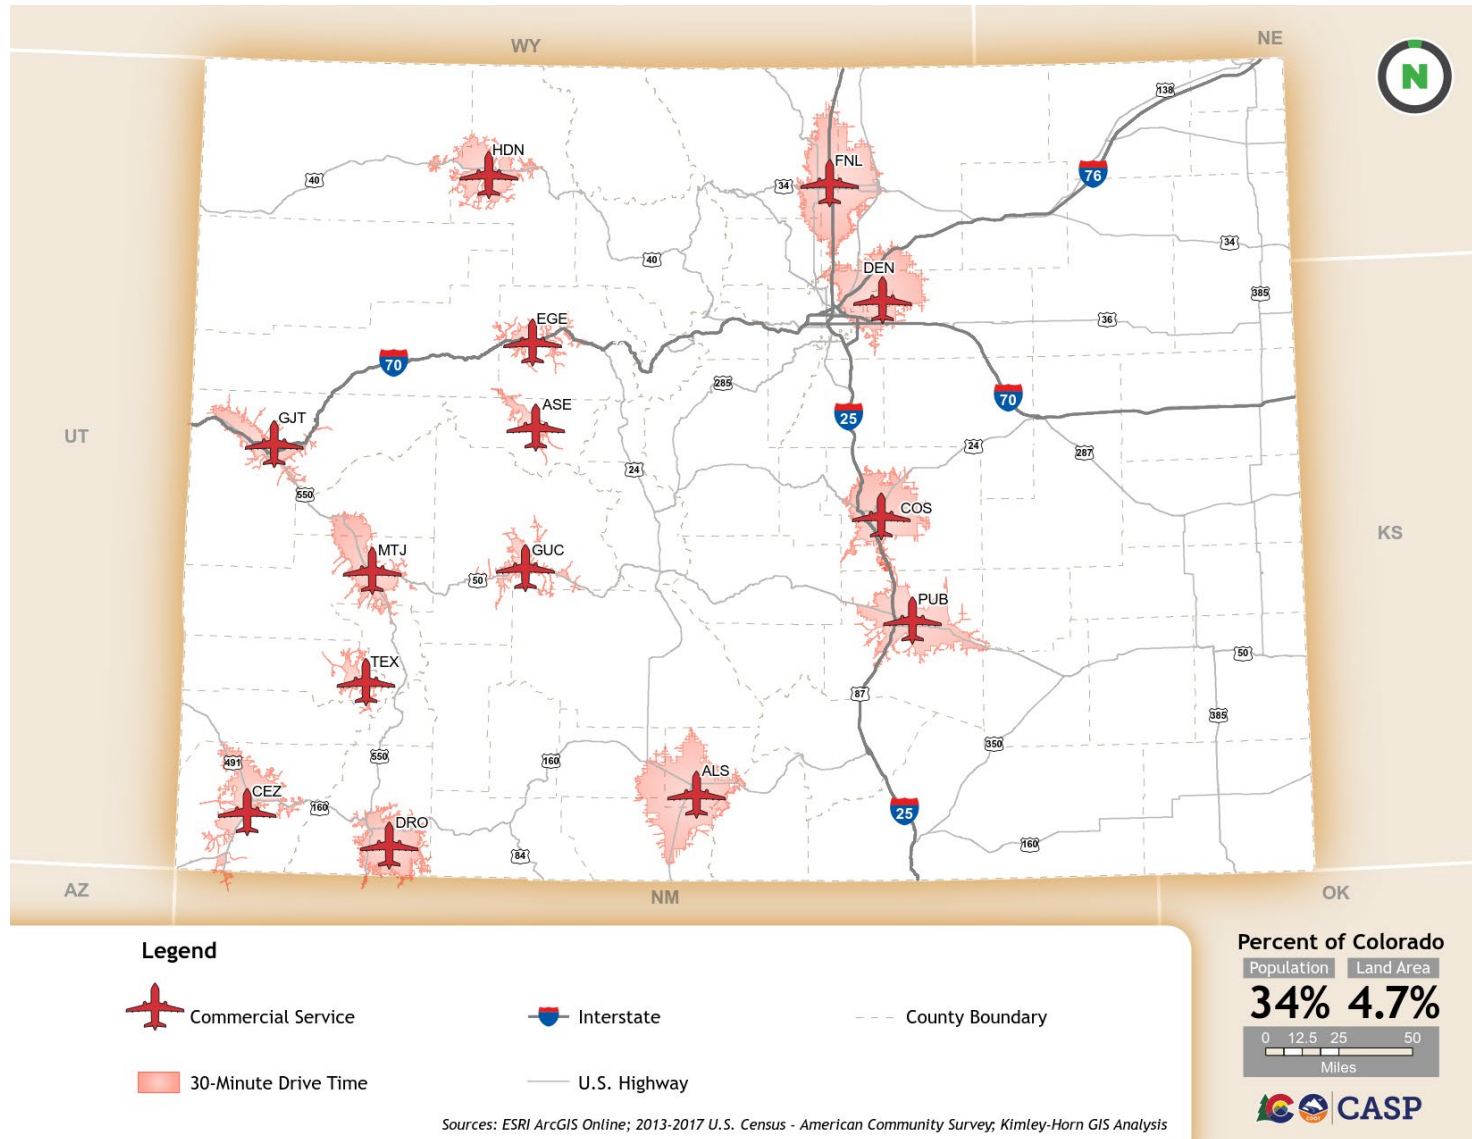 WY
NE
N
HDN
FNL
138
76
40
34
40
34
DEN
385
EGE
36
70
285
ASE
70
25
GJT
UT
24
24
287
550
COS
KS
MTJ
GUC
50
PUB
TEX
50
87
385
350
550
160
491
ALS
CEZ
160
25
DRO
160
84
AZ
NM
OK
Legend
Commercial Service
Interstate
County Boundary
30-Minute Drive Time
U.S. Highway
Sources: ESRI ArcGIS Online; 2013-2017 U.S. Census - American Community Survey; Kimley-Horn GIS Analysis
Percent of Colorado
Population Land Area
34% 4.7%
0 12.5 25 50
Miles
CASP